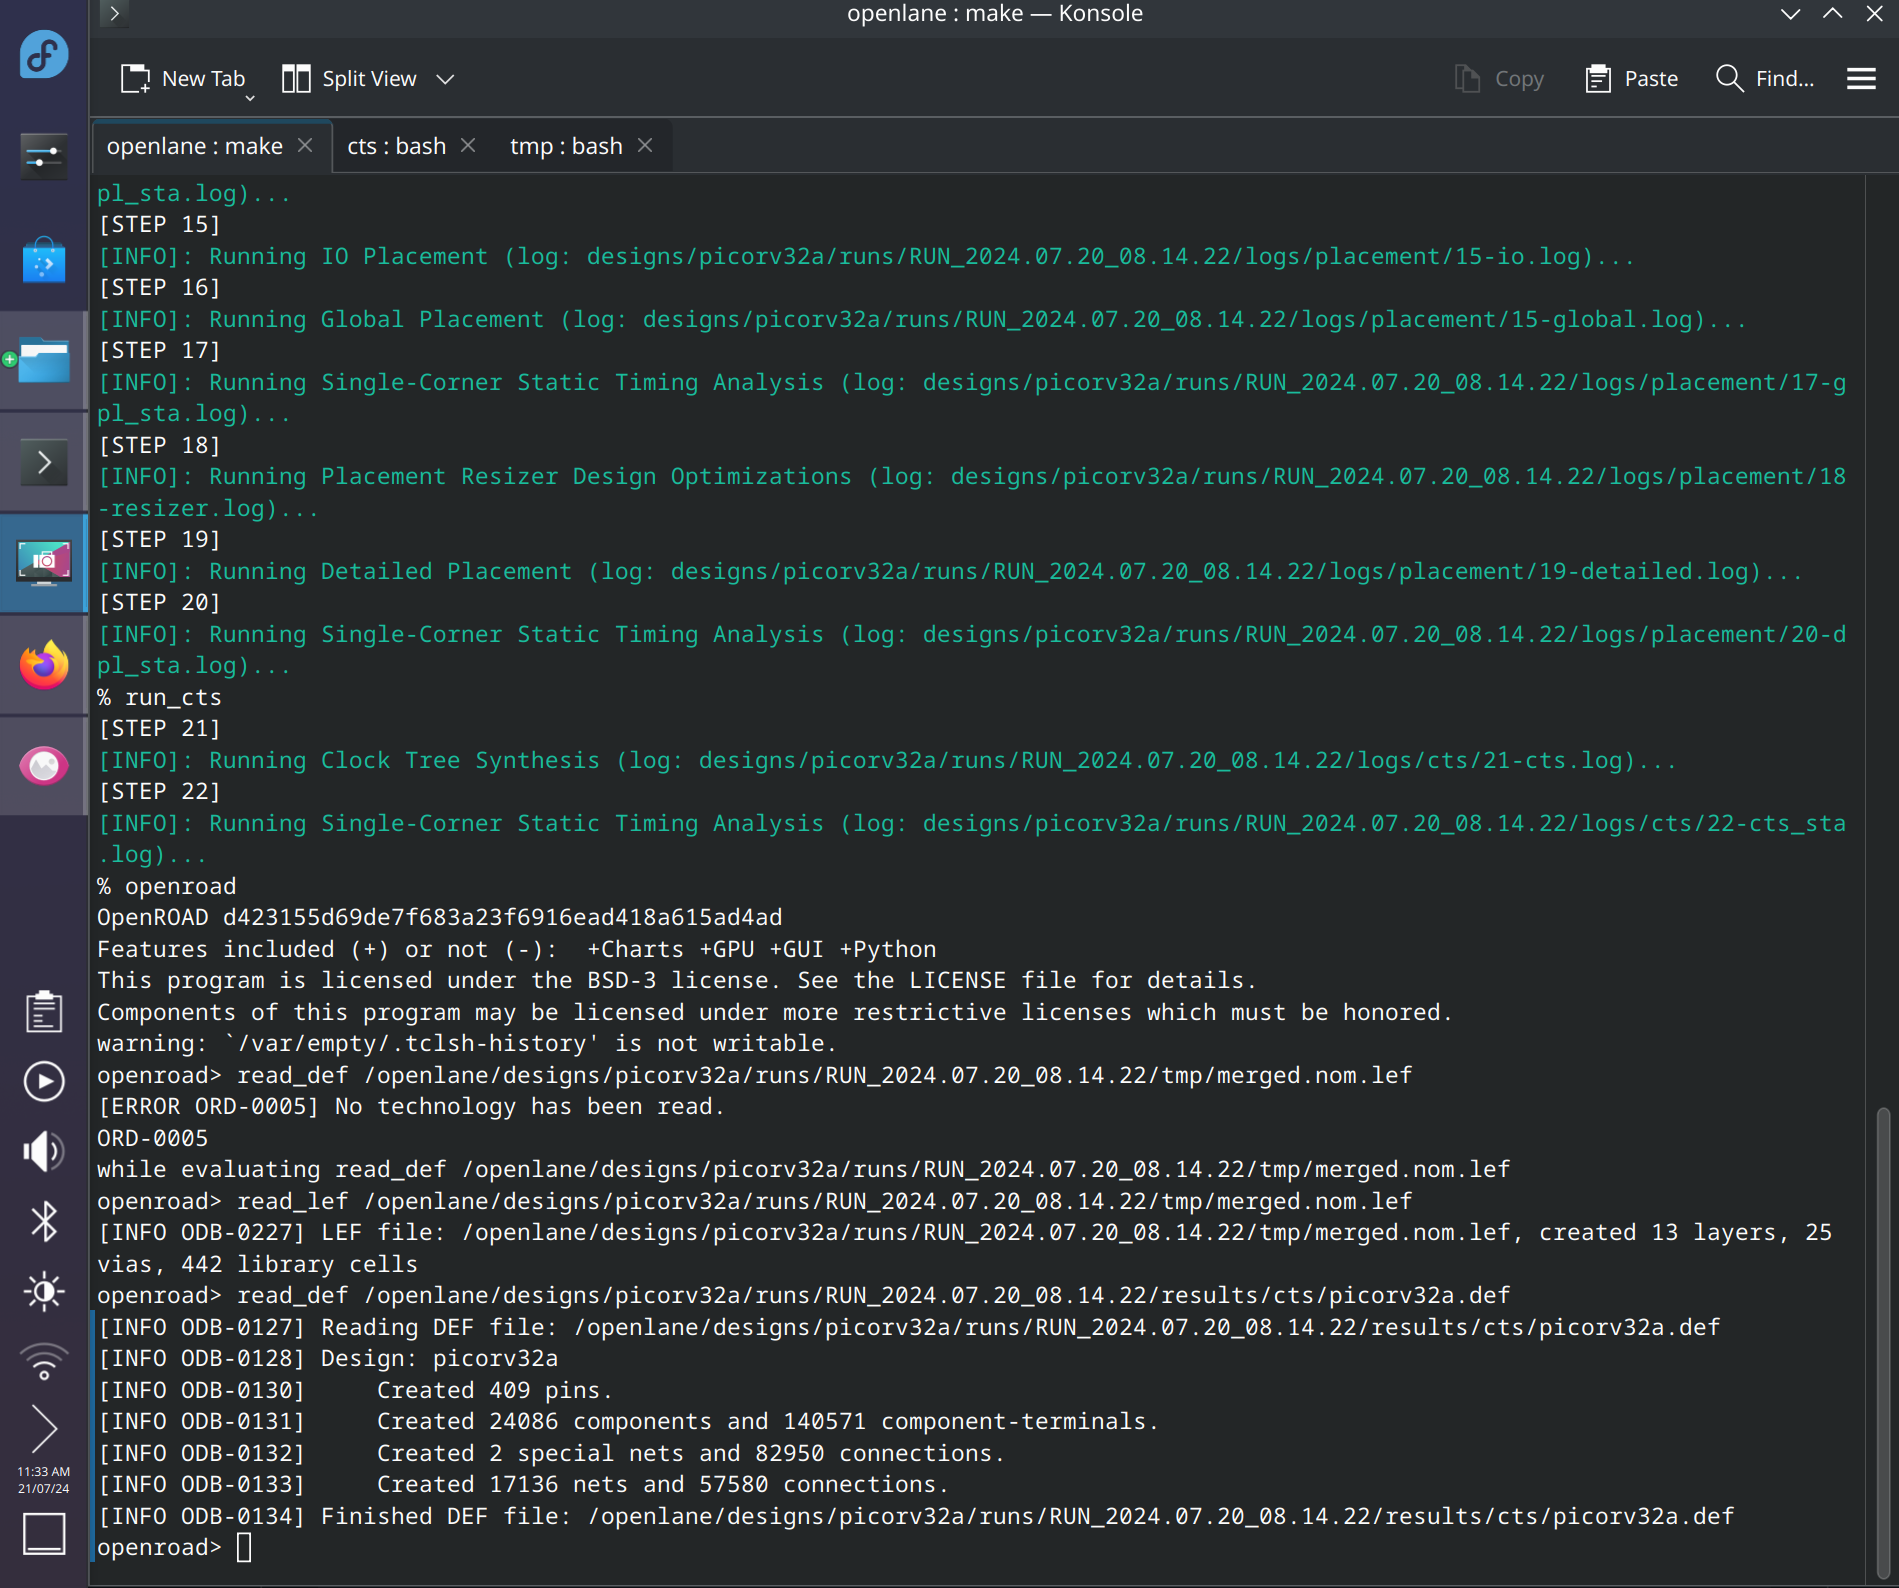 openlane : make — Konsole
New Tab
Split View
Copy
Paste
Find...
openlane : make
cts : bash
tmp : bash
pl_sta.log)...
[STEP 15]
[INFO]: Running IO Placement (log: designs/picorv32a/runs/RUN_2024.07.20_08.14.22/logs/placement/15-io.log)...
[STEP 16]
[INFO]: Running Global Placement (log: designs/picorv32a/runs/RUN_2024.07.20_08.14.22/logs/placement/15-global.log)...
[STEP 17]
[INFO]: Running Single-Corner Static Timing Analysis (log: designs/picorv32a/runs/RUN_2024.07.20_08.14.22/logs/placement/17-g
pl_sta.log)...
[STEP 18]
[INFO]: Running Placement Resizer Design Optimizations (log: designs/picorv32a/runs/RUN_2024.07.20_08.14.22/logs/placement/18
-resizer.log)...
[STEP 19]
[INFO]: Running Detailed Placement (log: designs/picorv32a/runs/RUN_2024.07.20_08.14.22/logs/placement/19-detailed.log)...
[STEP 20]
[INFO]: Running Single-Corner Static Timing Analysis (log: designs/picorv32a/runs/RUN_2024.07.20_08.14.22/logs/placement/20-d
pl_sta.log)...
% run_cts
[STEP 21]
[INFO]: Running Clock Tree Synthesis (log: designs/picorv32a/runs/RUN_2024.07.20_08.14.22/logs/cts/21-cts.log)...
[STEP 22]
[INFO]: Running Single-Corner Static Timing Analysis (log: designs/picorv32a/runs/RUN_2024.07.20_08.14.22/logs/cts/22-cts_sta
.log)...
% openroad
OpenROAD d423155d69de7f683a23f6916ead418a615ad4ad
Features included (+) or not (-):  +Charts +GPU +GUI +Python
This program is licensed under the BSD-3 license. See the LICENSE file for details.
Components of this program may be licensed under more restrictive licenses which must be honored.
warning: `/var/empty/.tclsh-history' is not writable.
openroad> read_def /openlane/designs/picorv32a/runs/RUN_2024.07.20_08.14.22/tmp/merged.nom.lef
[ERROR ORD-0005] No technology has been read.
ORD-0005
while evaluating read_def /openlane/designs/picorv32a/runs/RUN_2024.07.20_08.14.22/tmp/merged.nom.lef
openroad> read_lef /openlane/designs/picorv32a/runs/RUN_2024.07.20_08.14.22/tmp/merged.nom.lef
[INFO ODB-0227] LEF file: /openlane/designs/picorv32a/runs/RUN_2024.07.20_08.14.22/tmp/merged.nom.lef, created 13 layers, 25
vias, 442 library cells
openroad> read_def /openlane/designs/picorv32a/runs/RUN_2024.07.20_08.14.22/results/cts/picorv32a.def
[INFO ODB-0127] Reading DEF file: /openlane/designs/picorv32a/runs/RUN_2024.07.20_08.14.22/results/cts/picorv32a.def
[INFO ODB-0128] Design: picorv32a
[INFO ODB-0130]     Created 409 pins.
[INFO ODB-0131]     Created 24086 components and 140571 component-terminals.
[INFO ODB-0132]     Created 2 special nets and 82950 connections.
[INFO ODB-0133]     Created 17136 nets and 57580 connections.
[INFO ODB-0134] Finished DEF file: /openlane/designs/picorv32a/runs/RUN_2024.07.20_08.14.22/results/cts/picorv32a.def
openroad>
11:33 AM
21/07/24